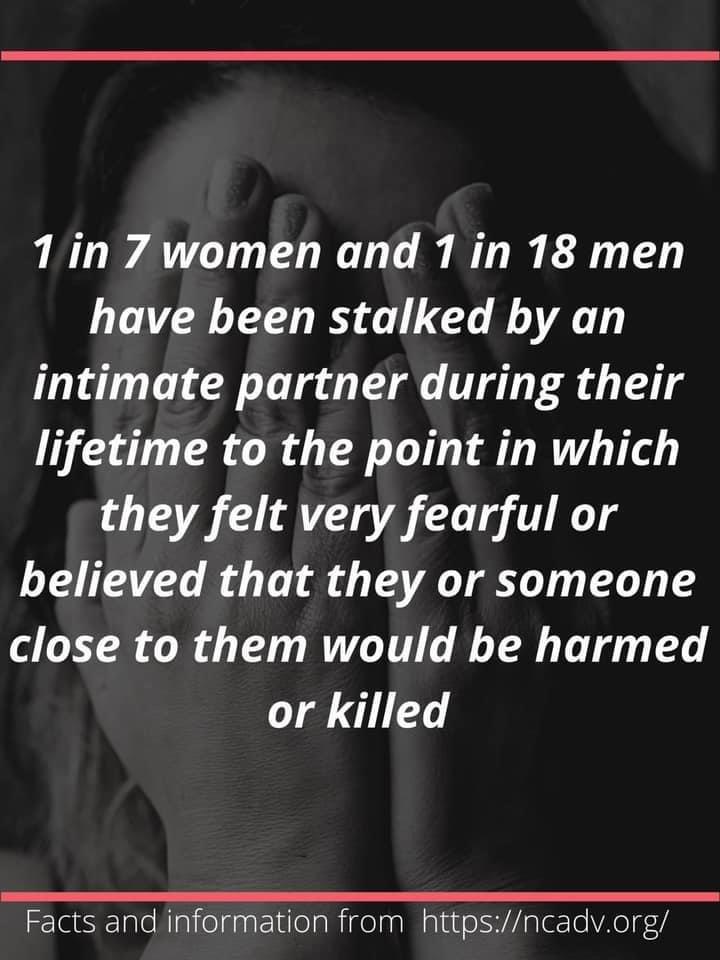 1 in 7 women and 1 in 18 men
have been stalked by an
intimate partner during their
lifetime to the point in which
they felt very fearful or
believed that they or someone
close to them would be harmed
or killed
Facts and information from https://ncadv.org/